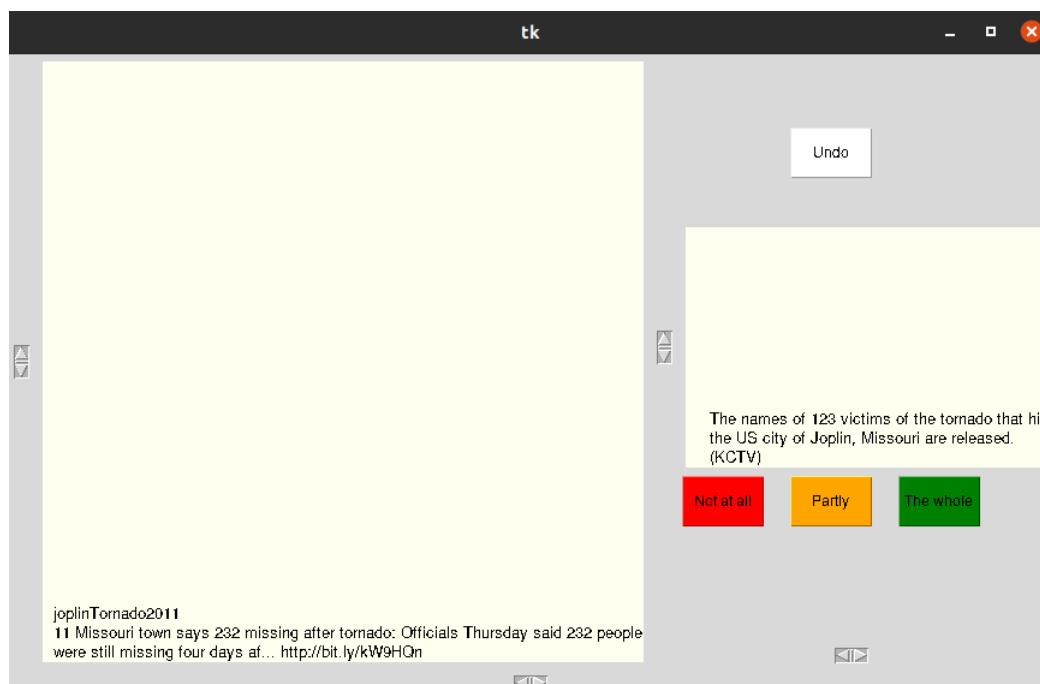 tk
Undo
The names of 123 victims of the tornado that hi
the US city of Joplin, Missouri are released.
(KCTV)
Not at all
Partly
The whole
joplinTornado2011
11 Missouri town says 232 missing after tornado: Officials Thursday said 232 people
were still missing four days af... http://bit.ly/kW9HQn